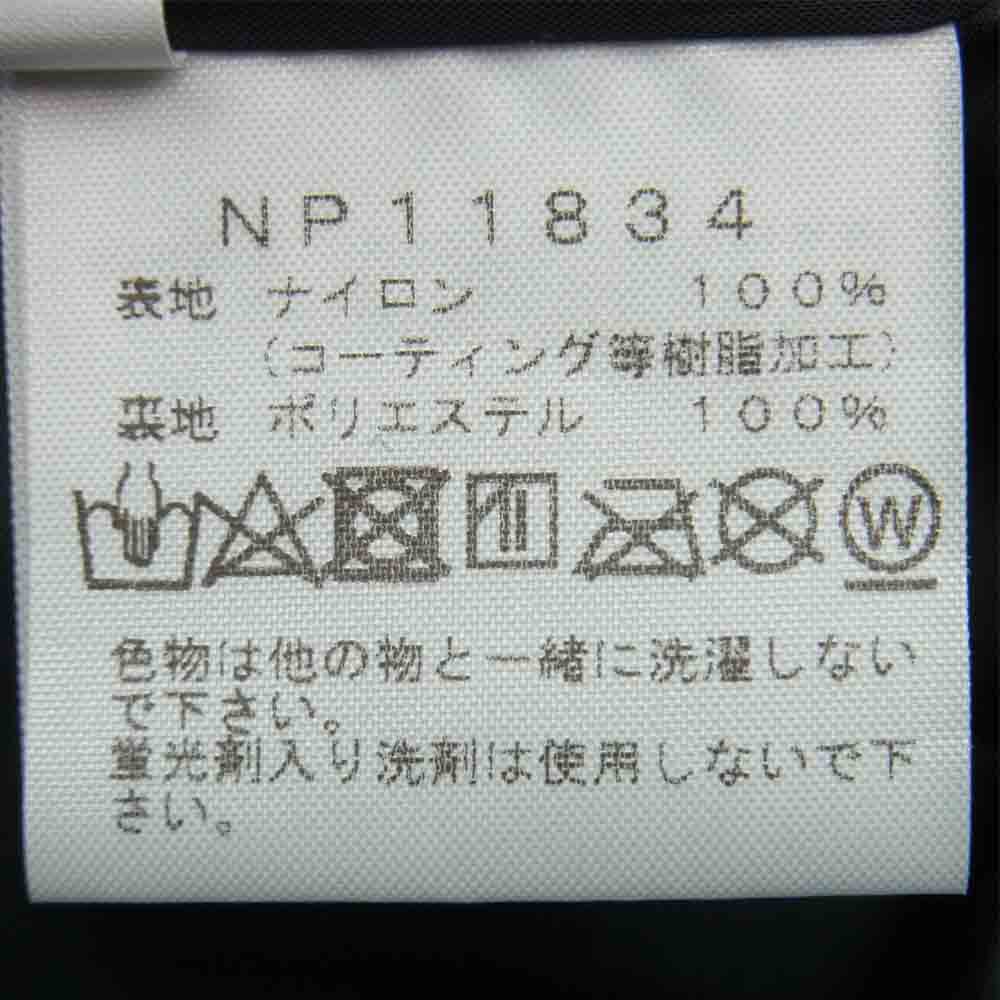 NP11834
表地 ナイロン 100%
(コーティング等樹脂加工)
裏地 ポリエステル 100%
W
色物は他の物と一緒に洗濯しない
で下さい。
蛍光剤入り洗剤は使用しないで下
さい。